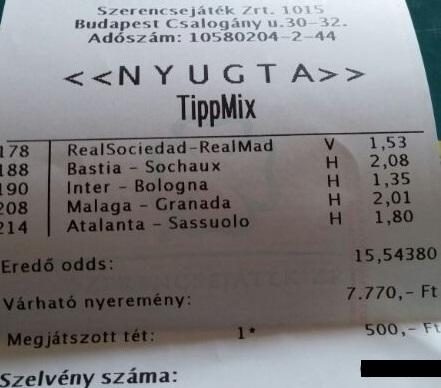 Szerencsejáték Zrt. 1015
Budapest Csalogány u.30-32.
Adószám: 10580204-2-44
<<NYUGTA>>
TippMix
178 RealSociedad-RealMad V 1,53
188 Bastia - Sochaux H 2,08
190 Inter - Bologna H 1,35
208 Malaga - Granada H 2,01
214 Atalanta - Sassuolo H 1,80
Eredő odds: 15,54380
Várható nyeremény: 7.770,- Ft
Megjátszott tét: 1* 500,- Ft
Szelvény száma: